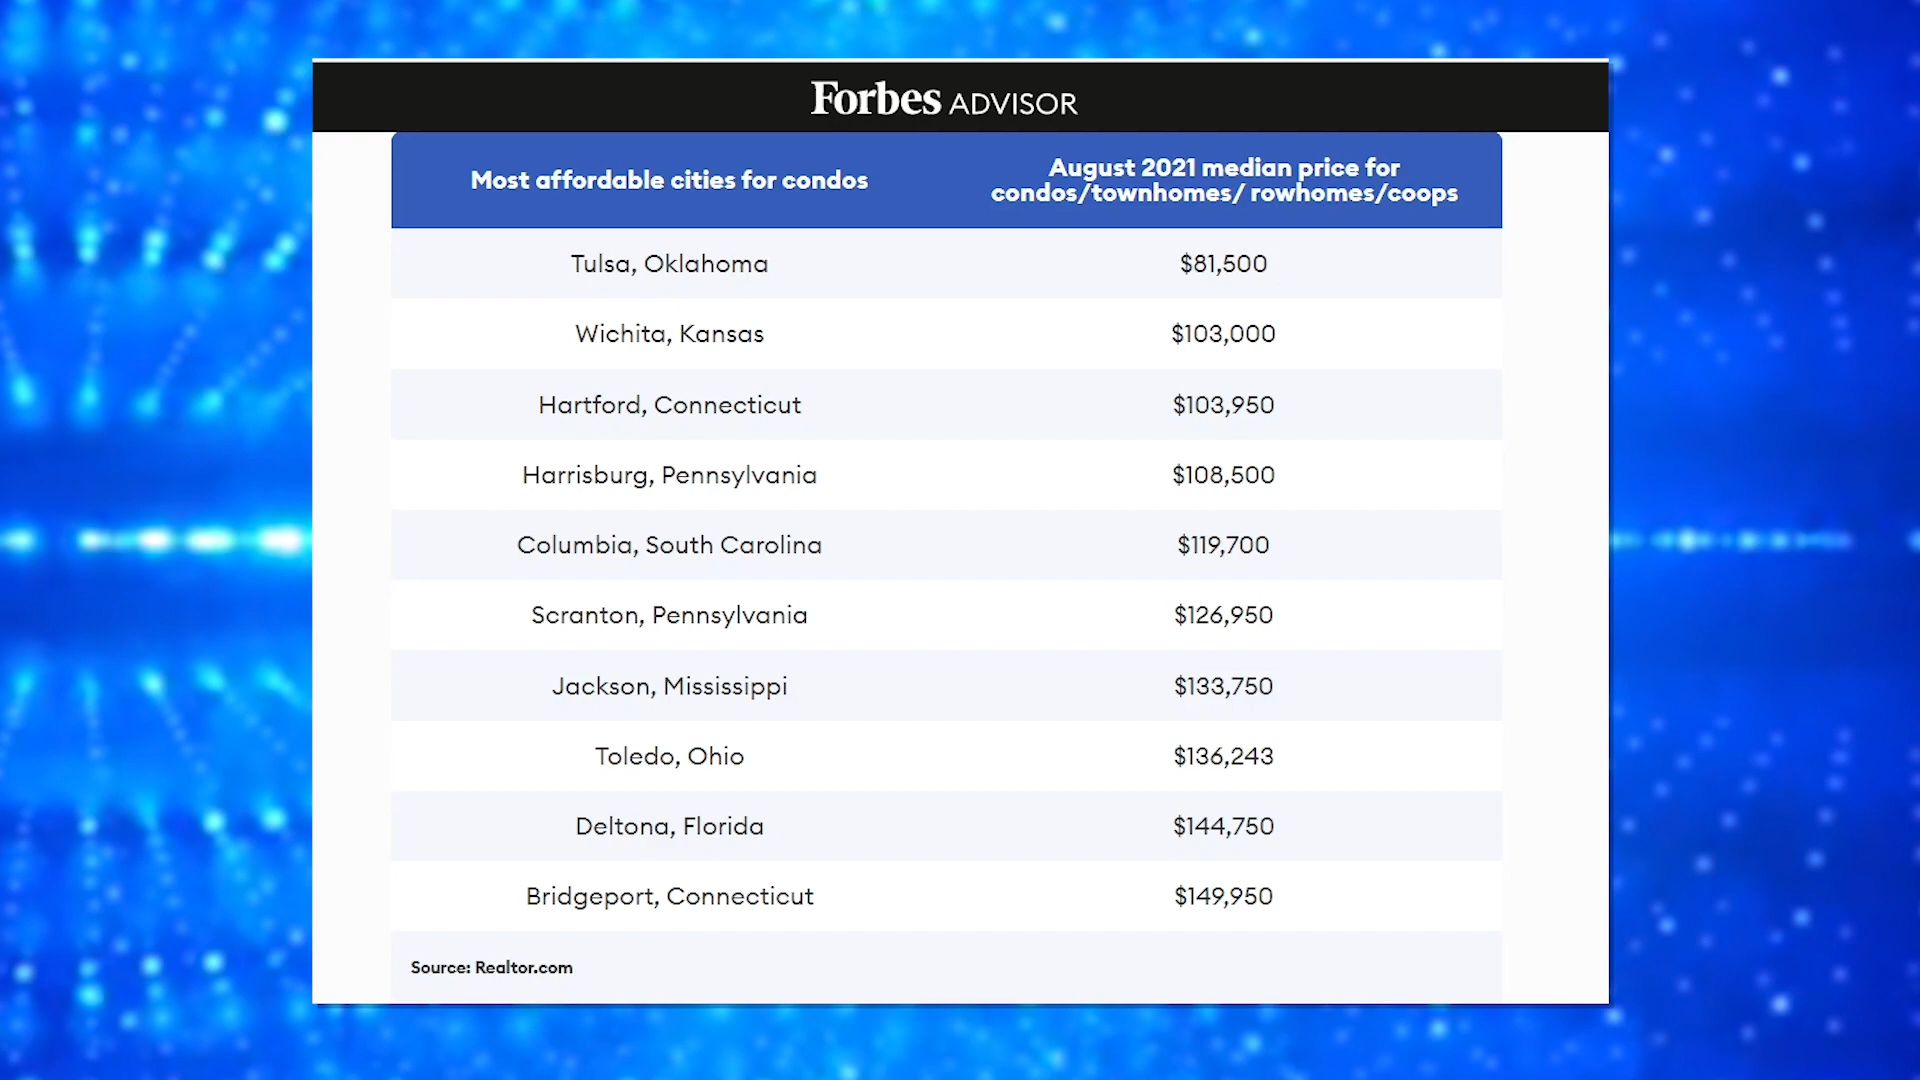 Forbes ADVISOR
Most affordable cities for condos
August 2021 median price for
condos/townhomes/ rowhomes/coops
Tulsa, Oklahoma $81,500
Wichita, Kansas $103,000
Hartford, Connecticut $103,950
Harrisburg, Pennsylvania $108,500
Columbia, South Carolina $119,700
Scranton, Pennsylvania $126,950
Jackson, Mississippi $133,750
Toledo, Ohio $136,243
Deltona, Florida $144,750
Bridgeport, Connecticut $149,950
Source: Realtor.com